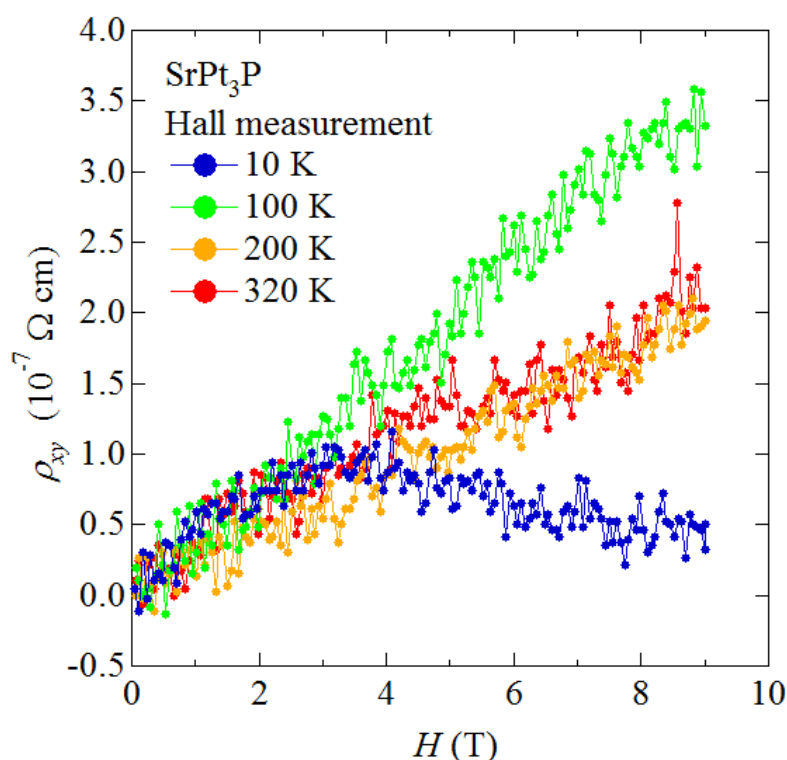 SrPt₃P
Hall measurement
10 K
100 K
200 K
320 K
4.0
3.5
3.0
2.5
2.0
1.5
1.0
0.5
0.0
-0.5
ρxy (10⁻⁷ Ω cm)
0 2 4 6 8 10
H (T)